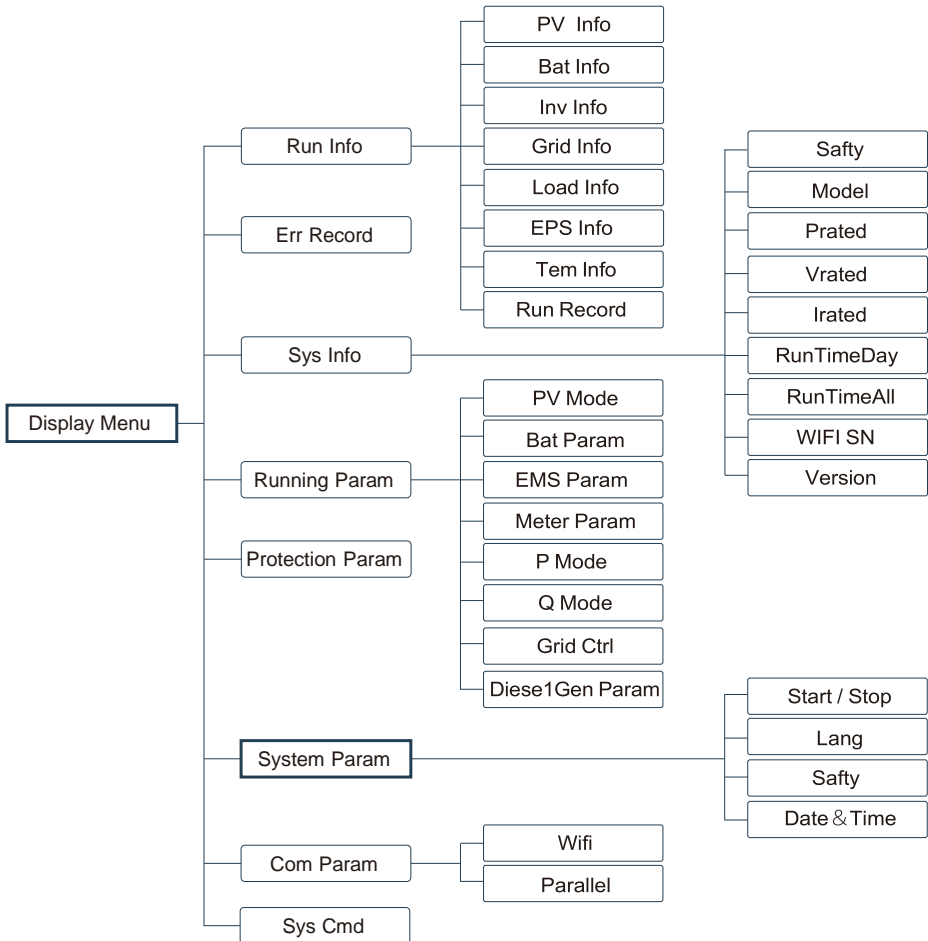 Display Menu
Run Info
PV Info
Bat Info
Inv Info
Grid Info
Load Info
EPS Info
Tem Info
Run Record
Err Record
Sys Info
Safty
Model
Prated
Vrated
Irated
RunTimeDay
RunTimeAll
WIFI SN
Version
Running Param
PV Mode
Bat Param
EMS Param
Meter Param
P Mode
Q Mode
Grid Ctrl
Diese1Gen Param
Protection Param
System Param
Start / Stop
Lang
Safty
Date & Time
Com Param
Wifi
Parallel
Sys Cmd